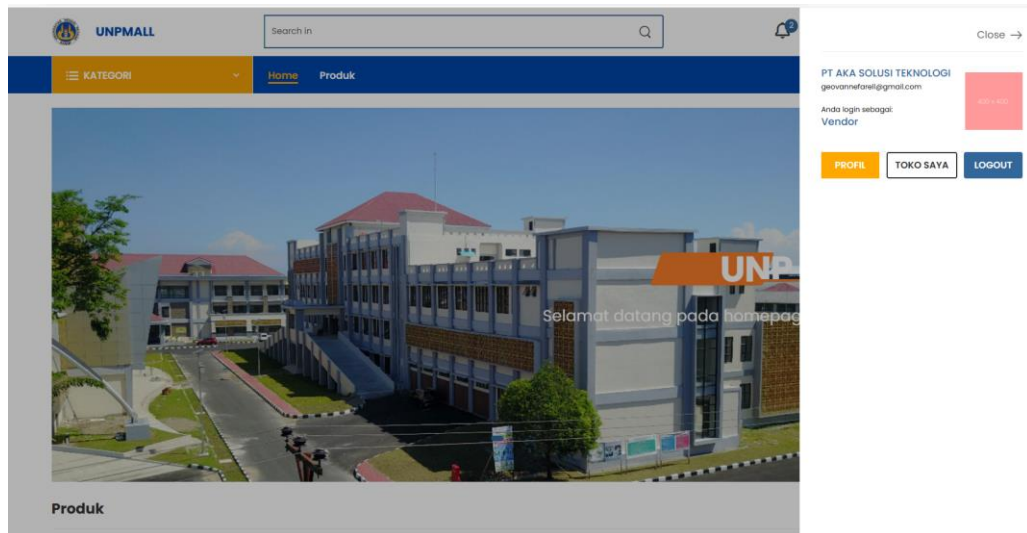 UNPMALL
Search in
2
Close →
KATEGORI
Home
Produk
PT AKA SOLUSI TEKNOLOGI
geovannefarell@gmail.com
400 x 400
Anda login sebagai:
Vendor
PROFIL
TOKO SAYA
LOGOUT
UNP
Selamat datang pada homepag
Produk